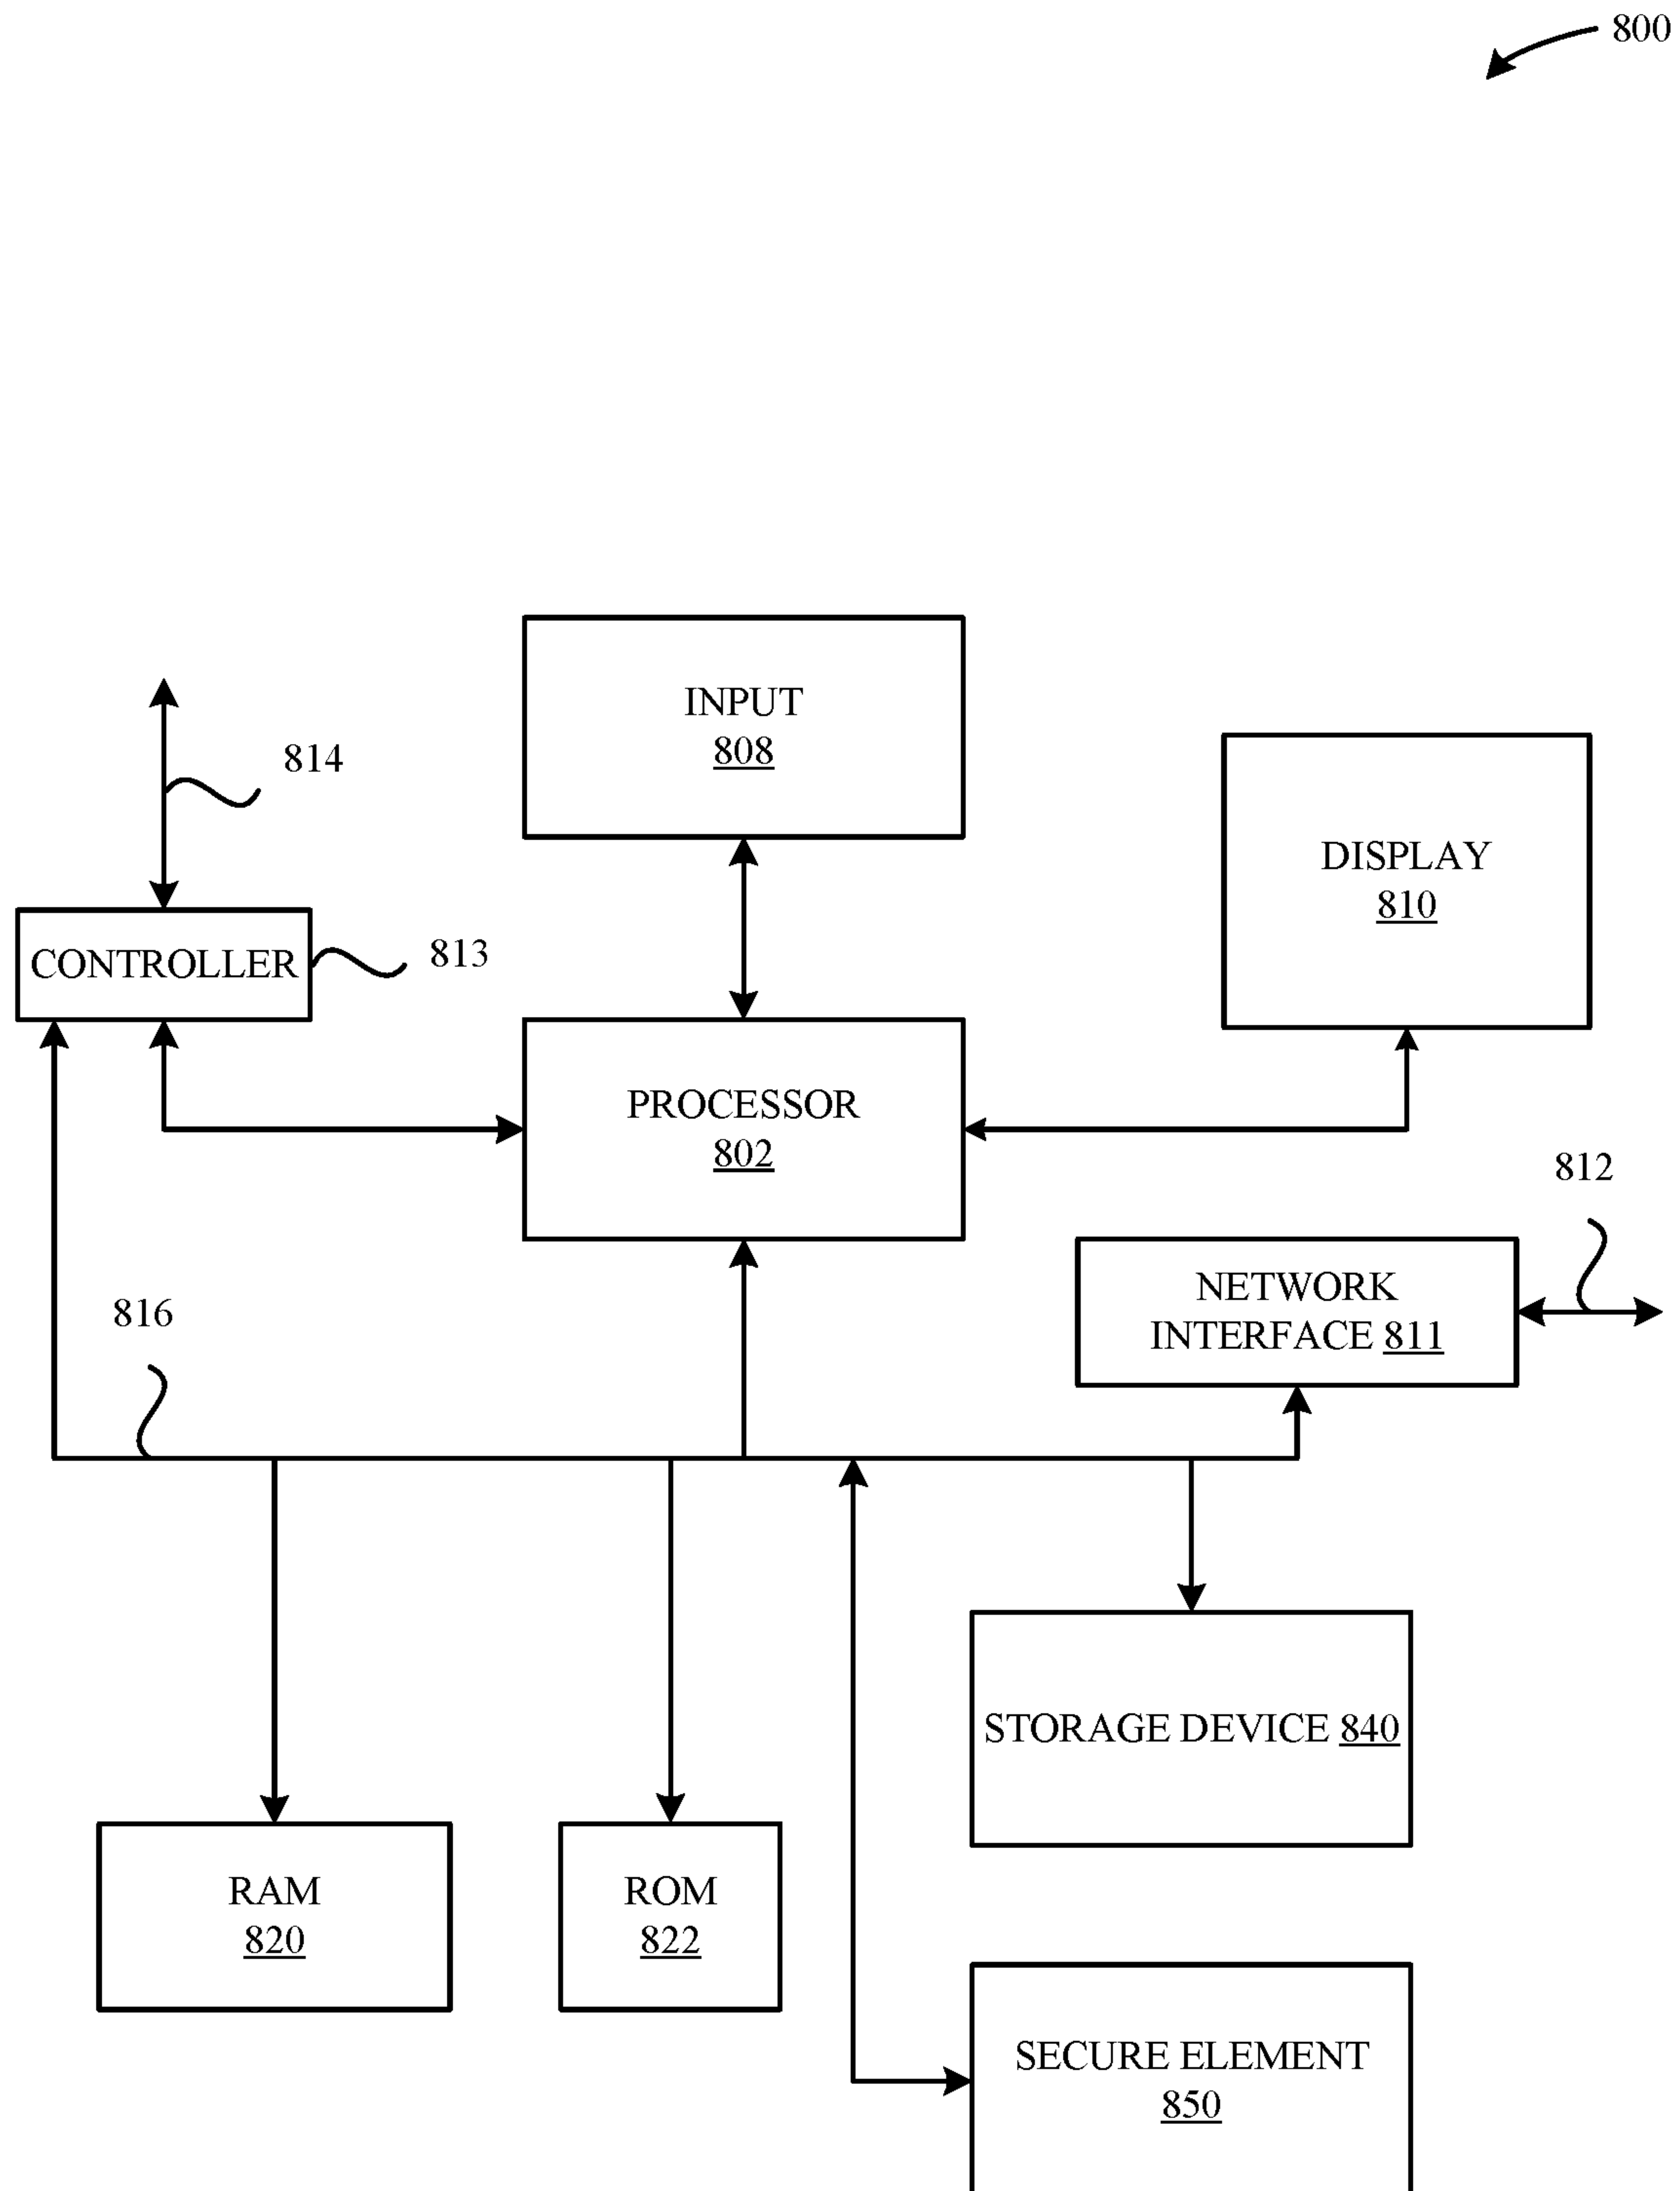 800
INPUT
808
814
DISPLAY
810
CONTROLLER
813
PROCESSOR
802
812
NETWORK
INTERFACE 811
816
STORAGE DEVICE 840
RAM
820
ROM
822
SECURE ELEMENT
850